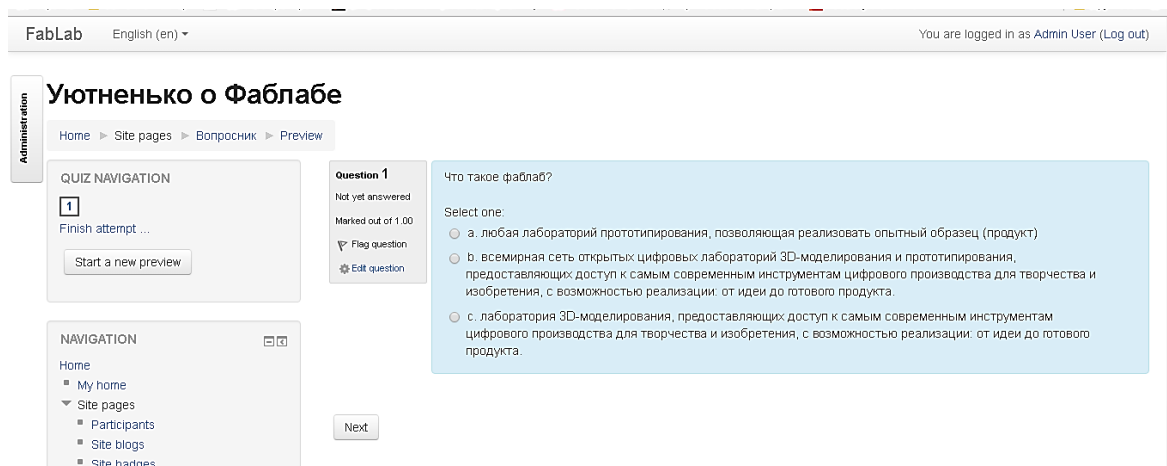 FabLab English (en) You are logged in as Admin User (Log out)
Administration
Уютненько о Фаблабе
Home Site pages Вопросник Preview
QUIZ NAVIGATION
1
Finish attempt ...
Start a new preview
Question 1
Not yet answered
Marked out of 1.00
Flag question
Edit question
Что такое фаблаб?
Select one:
a. любая лабораторий прототипирования, позволяющая реализовать опытный образец (продукт)
b. всемирная сеть открытых цифровых лабораторий 3D-моделирования и прототипирования,
предоставляющих доступ к самым современным инструментам цифрового производства для творчества и
изобретения, с возможностью реализации: от идеи до готового продукта.
c. лаборатория 3D-моделирования, предоставляющих доступ к самым современным инструментам
цифрового производства для творчества и изобретения, с возможностью реализации: от идеи до готового
продукта.
NAVIGATION
Home
My home
Site pages
Participants
Site blogs
Site badges
Next